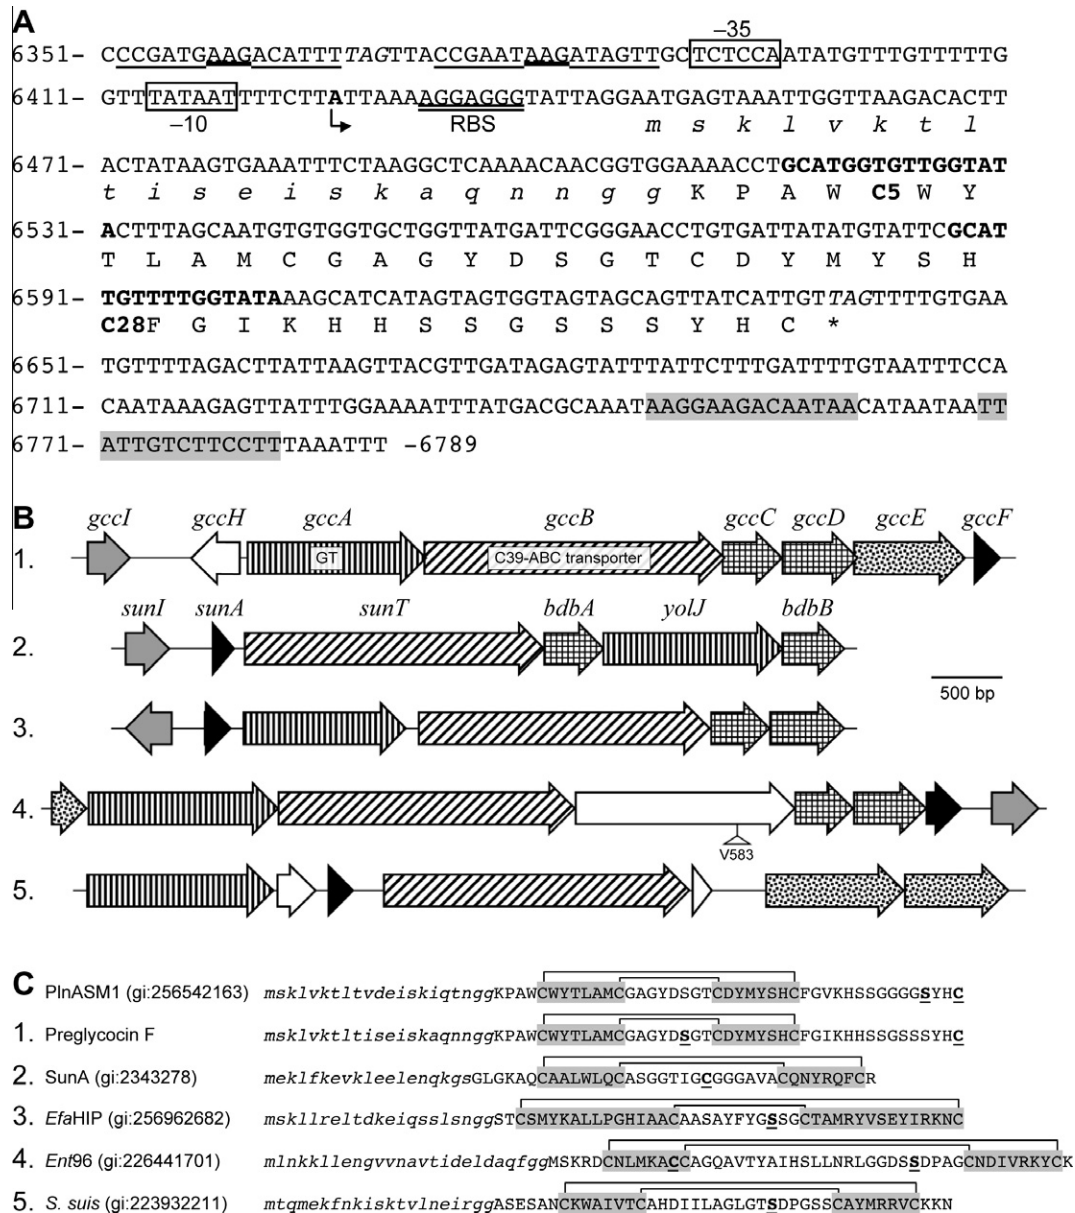 A
−35
6351– CCCGATGAAGACATTTTAGTTACCGAATAAGATAGTTGCTCTCCAATATGTTTGTTTTTG
6411– GTTTATAATTTTCTTATTAAAAAGGAGGGTATTAGGAATGAGTAAATTGGTTAAGACACTT
−10 RBS m s k l v k t l
6471– ACTATAAGTGAAATTTCTAAGGCTCAAAACAACGGTGGAAAACCTGCATGGTGTTGGTAT
t i s e i s k a q n n g g K P A W C5 W Y
6531– ACTTTAGCAATGTGTGGTGCTGGTTATGATTCGGGAACCTGTGATTATATGTATTCGCAT
T L A M C G A G Y D S G T C D Y M Y S H
6591– TGTTTTGGTATAAAGCATCATAGTAGTGGTAGTAGCAGTTATCATTGTTAGTTTTGTGAA
C28 F G I K H H S S G S S S Y H C *
6651– TGTTTTAGACTTATTAAGTTACGTTGATAGAGTATTTATTCTTTGATTTTTGTAATTTCCA
6711– CAATAAAGAGTTATTTGGAAAATTTATGACGCAAATAAGGAAGACAATAACATAATAATT
6771– ATTGTCTTCCTTTAAATTT –6789
B
gccI gccH gccA gccB gccC gccD gccE gccF
1. GT C39-ABC transporter
sunI sunA sunT bdbA yolJ bdbB
2.
500 bp
3.
4.
V583
5.
C
PlnASM1 (gi:256542163) msklvktltvdeiskiqtnggKPAWCWYTLAMCGAGYDSGTCDYMYSHCFGVKHSSGGGGSYHC
1. Preglycocin F msklvktltiseiskaqnnggKPAWCWYTLAMCGAGYDSGTCDYMYSHCFGIKHHSSGSSSYHC
2. SunA (gi:2343278) meklfkevkleelenqkgsGLGKAQCAALWLQCASGGTIGCGGGAVACQNYRQFCR
3. EfaHIP (gi:256962682) mskllreltdkeiqsslsnggSTCSMYKALLPGHIAACAASAYFYGSSGCTAMRYVSEYIRKNC
4. Enf96 (gi:226441701) mlnkkllengvvnavtideldaqfggMSKRDCNLMKACCAGQAVTYAIHSLLNRLGGDSSDPAGCNDIVRKYCK
5. S. suis (gi:223932211) mtqmekfnkisktvlneirggASESANCKWAIVTCAHDIILAGLGTSDPGSSCAYMRRVCKKN